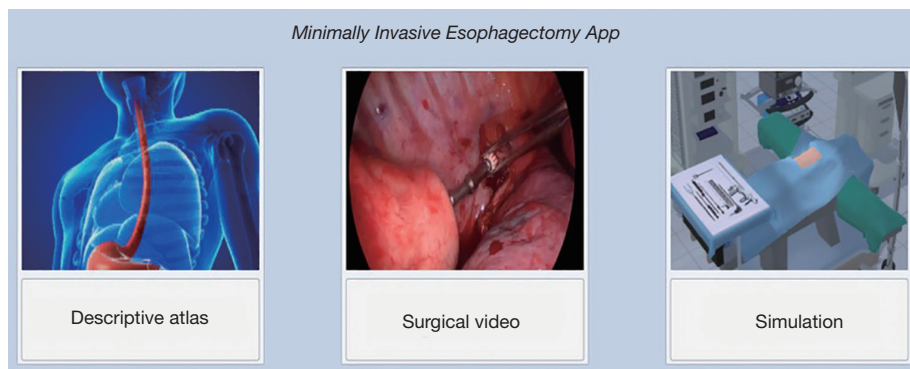 Minimally Invasive Esophagectomy App
Descriptive atlas
Surgical video
Simulation